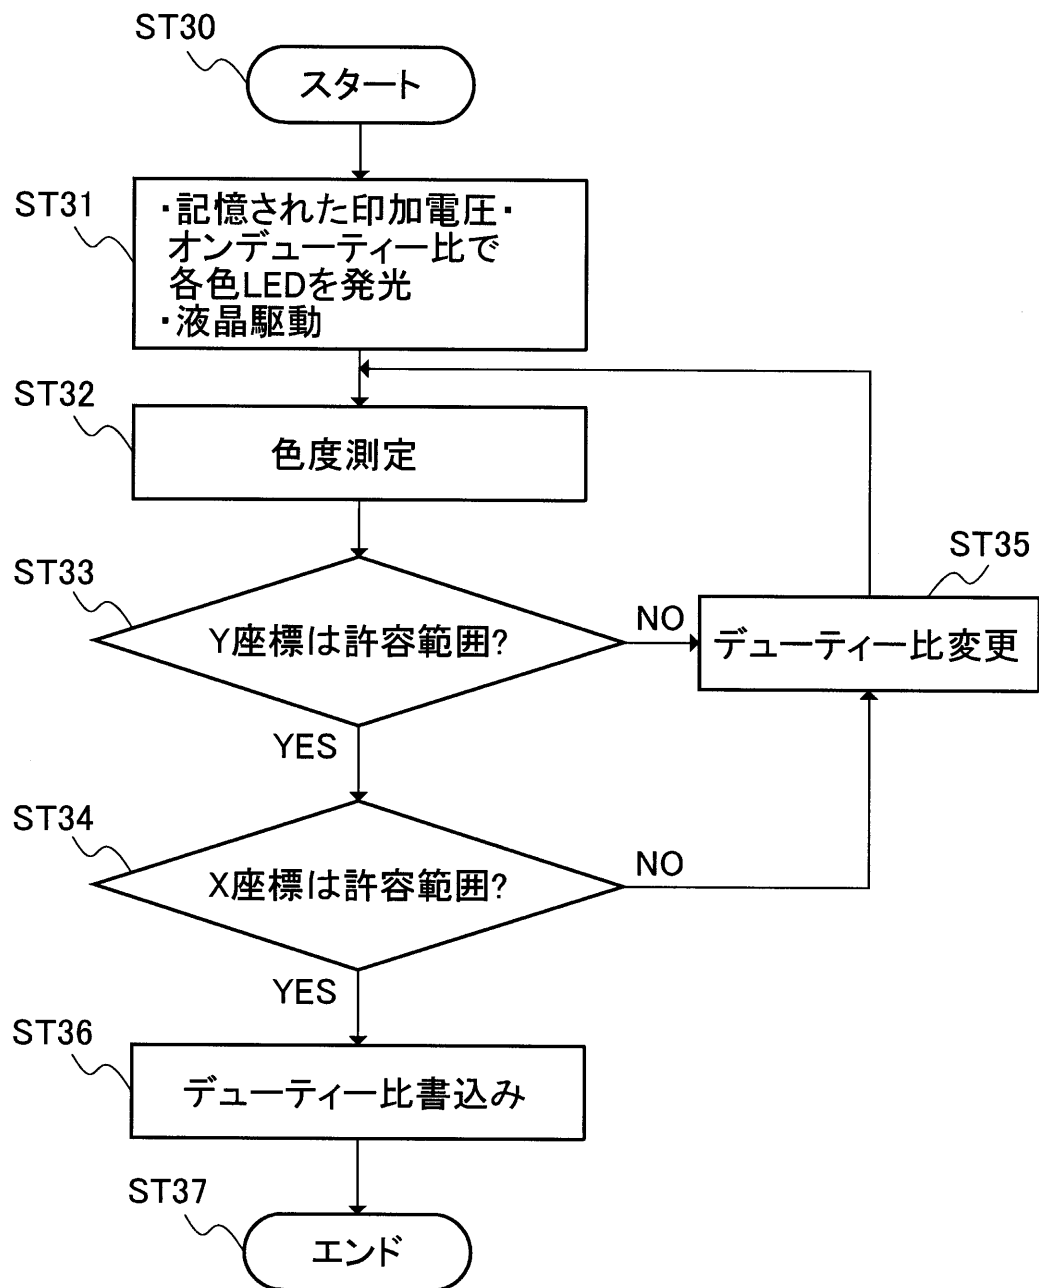 ST30
スタート
ST31
・記憶された印加電圧・
オンデューティー比で
各色LEDを発光
・液晶駆動
ST32
色度測定
ST33
Y座標は許容範囲?
NO
ST35
デューティー比変更
YES
ST34
X座標は許容範囲?
NO
YES
ST36
デューティー比書込み
ST37
エンド